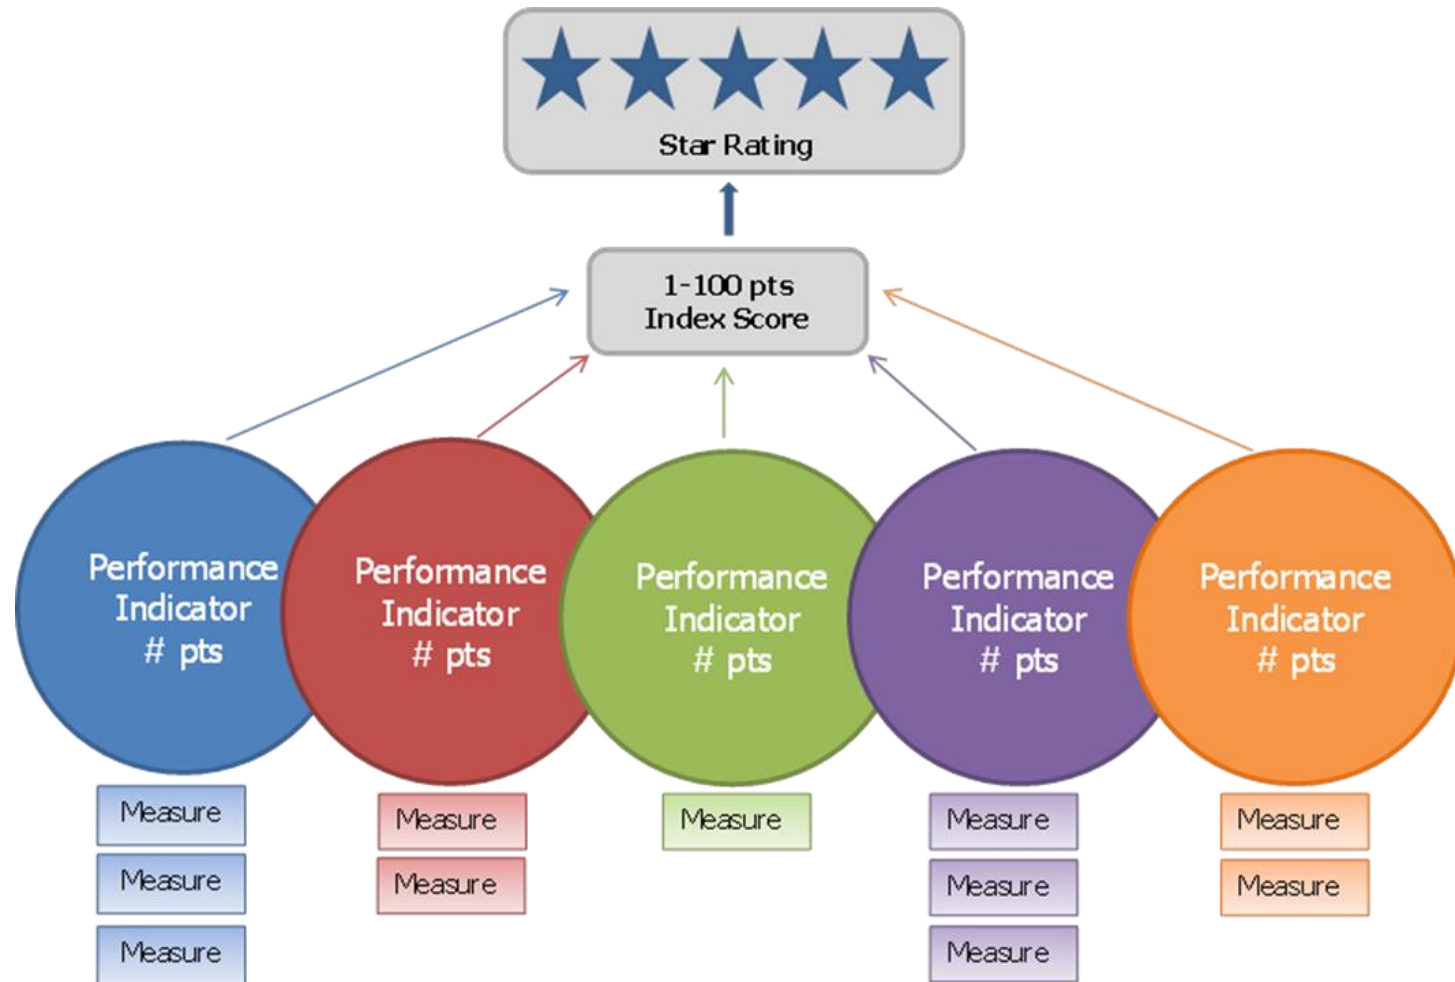 Star Rating
1-100 pts
Index Score
Performance
Indicator
# pts
Performance
Indicator
# pts
Performance
Indicator
# pts
Performance
Indicator
# pts
Performance
Indicator
# pts
Measure
Measure
Measure
Measure
Measure
Measure
Measure
Measure
Measure
Measure
Measure